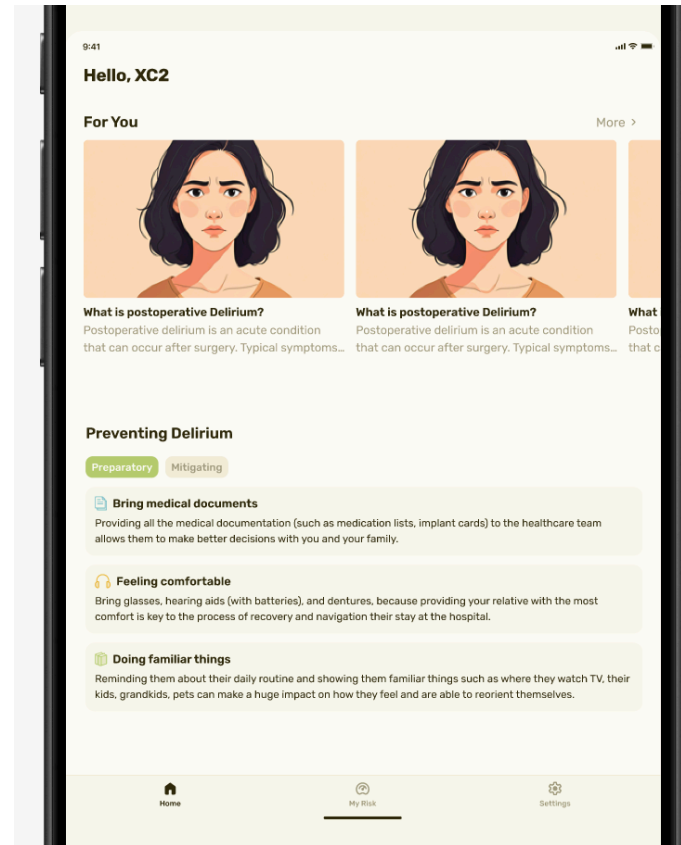 9:41
Hello, XC2
For You
More >
What is postoperative Delirium?
Postoperative delirium is an acute condition
that can occur after surgery. Typical symptoms...
What is postoperative Delirium?
Postoperative delirium is an acute condition
that can occur after surgery. Typical symptoms...
What i
Posto
that c
Preventing Delirium
Preparatory
Mitigating
Bring medical documents
Providing all the medical documentation (such as medication lists, implant cards) to the healthcare team
allows them to make better decisions with you and your family.
Feeling comfortable
Bring glasses, hearing aids (with batteries), and dentures, because providing your relative with the most
comfort is key to the process of recovery and navigation their stay at the hospital.
Doing familiar things
Reminding them about their daily routine and showing them familiar things such as where they watch TV, their
kids, grandkids, pets can make a huge impact on how they feel and are able to reorient themselves.
Home
My Risk
Settings